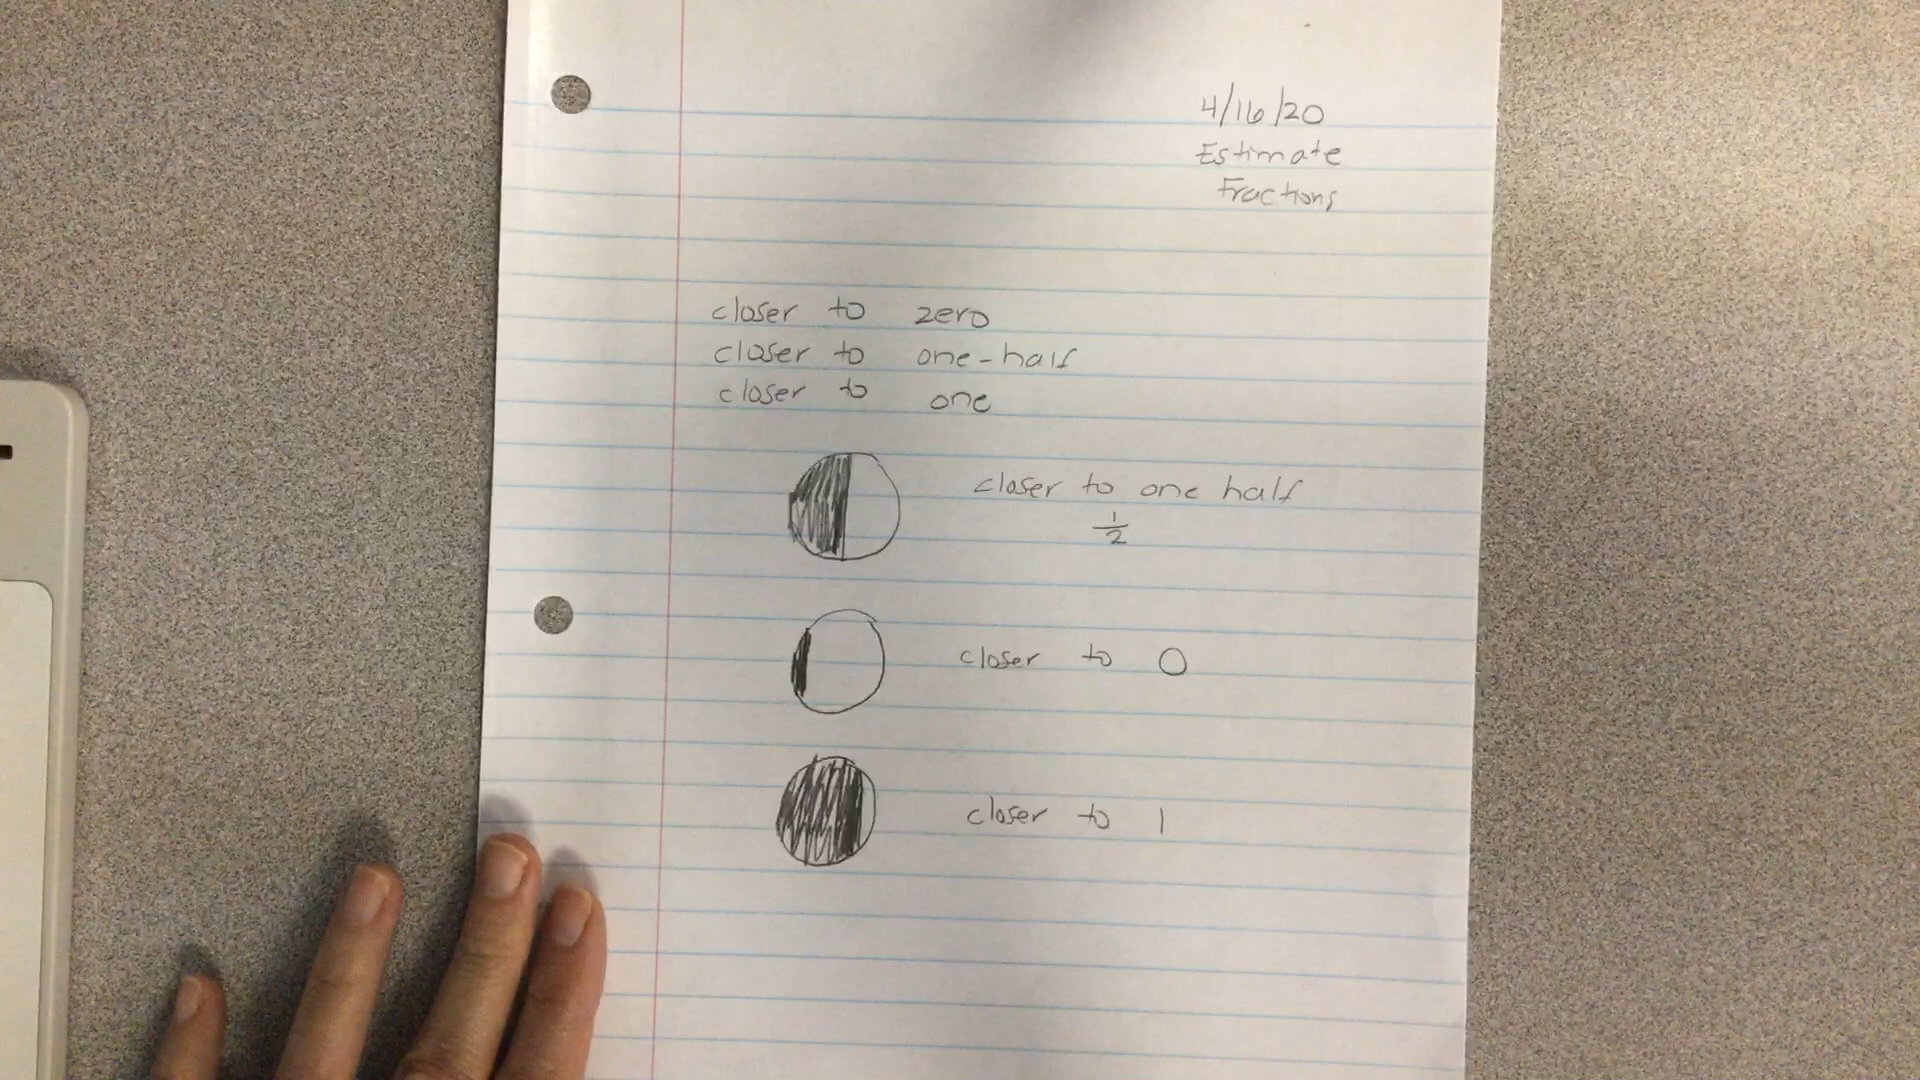 4/16/20
Estimate
Fractions
closer to zero
closer to one-half
closer to one
closer to one half
1/2
closer to 0
closer to 1